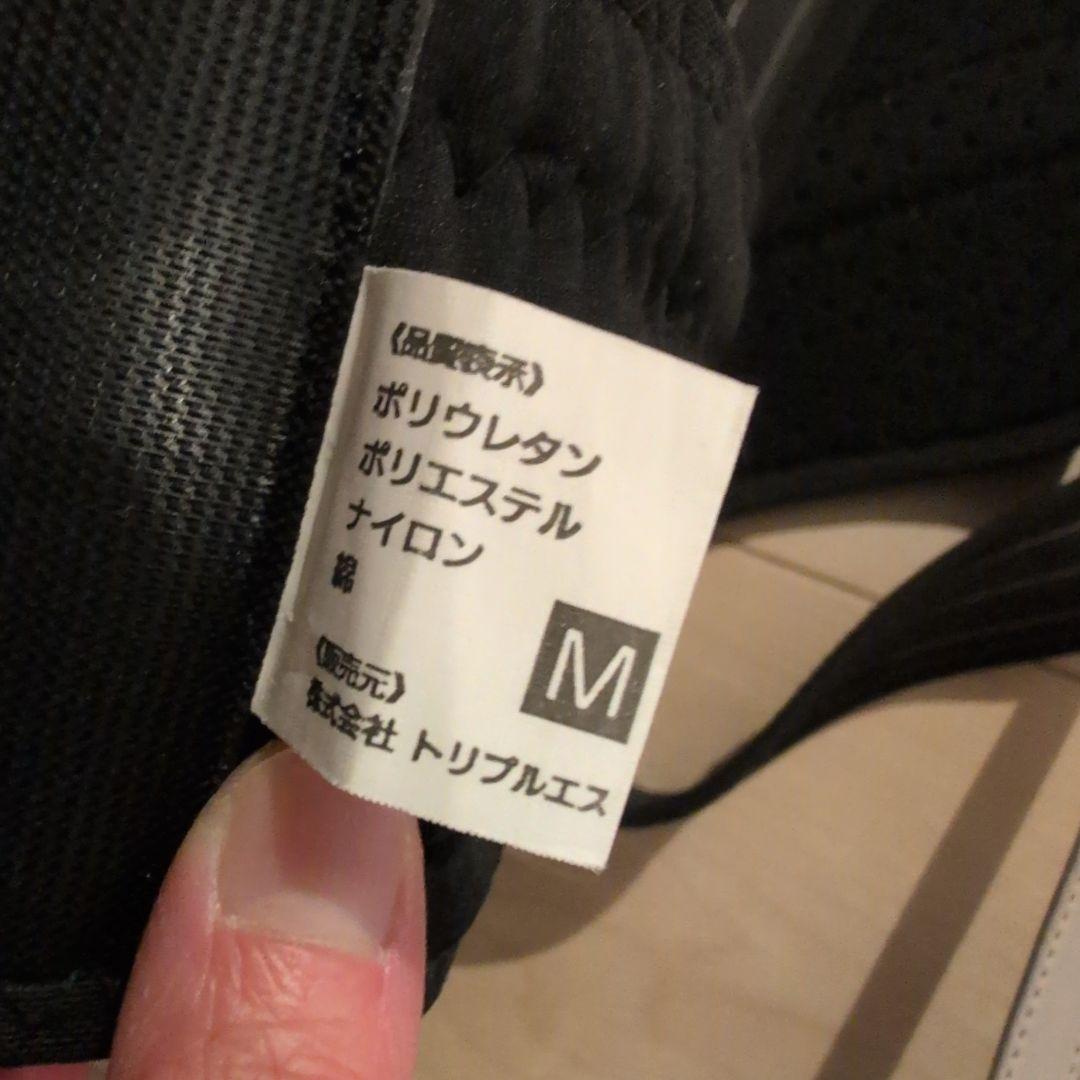 《品質表示》
ポリウレタン
ポリエステル
ナイロン
綿
M
《販売元》
株式会社 トリプルエス